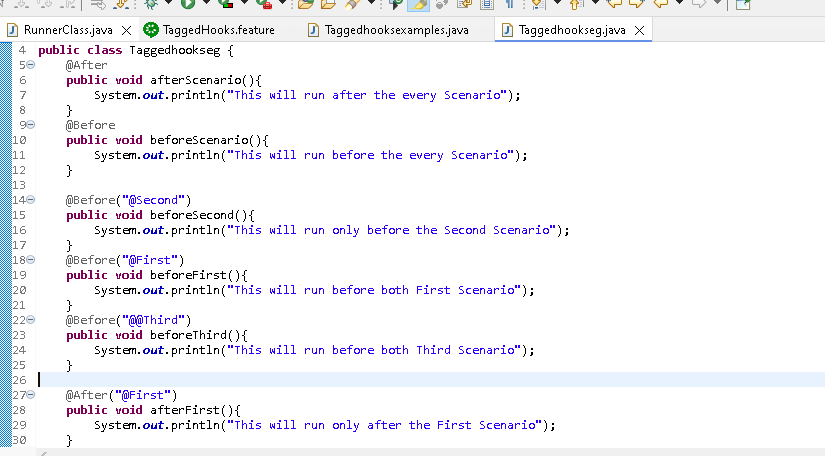 RunnerClass.java TaggedHooks.feature Taggedhooksexamples.java Taggedhookseg.java
4 public class Taggedhookseg {
5 @After
6 public void afterScenario(){
7 System.out.println("This will run after the every Scenario");
8 }
9 @Before
10 public void beforeScenario(){
11 System.out.println("This will run before the every Scenario");
12 }
13
14 @Before("@Second")
15 public void beforeSecond(){
16 System.out.println("This will run only before the Second Scenario");
17 }
18 @Before("@First")
19 public void beforeFirst(){
20 System.out.println("This will run before both First Scenario");
21 }
22 @Before("@@Third")
23 public void beforeThird(){
24 System.out.println("This will run before both Third Scenario");
25 }
26
27 @After("@First")
28 public void afterFirst(){
29 System.out.println("This will run only after the First Scenario");
30 }